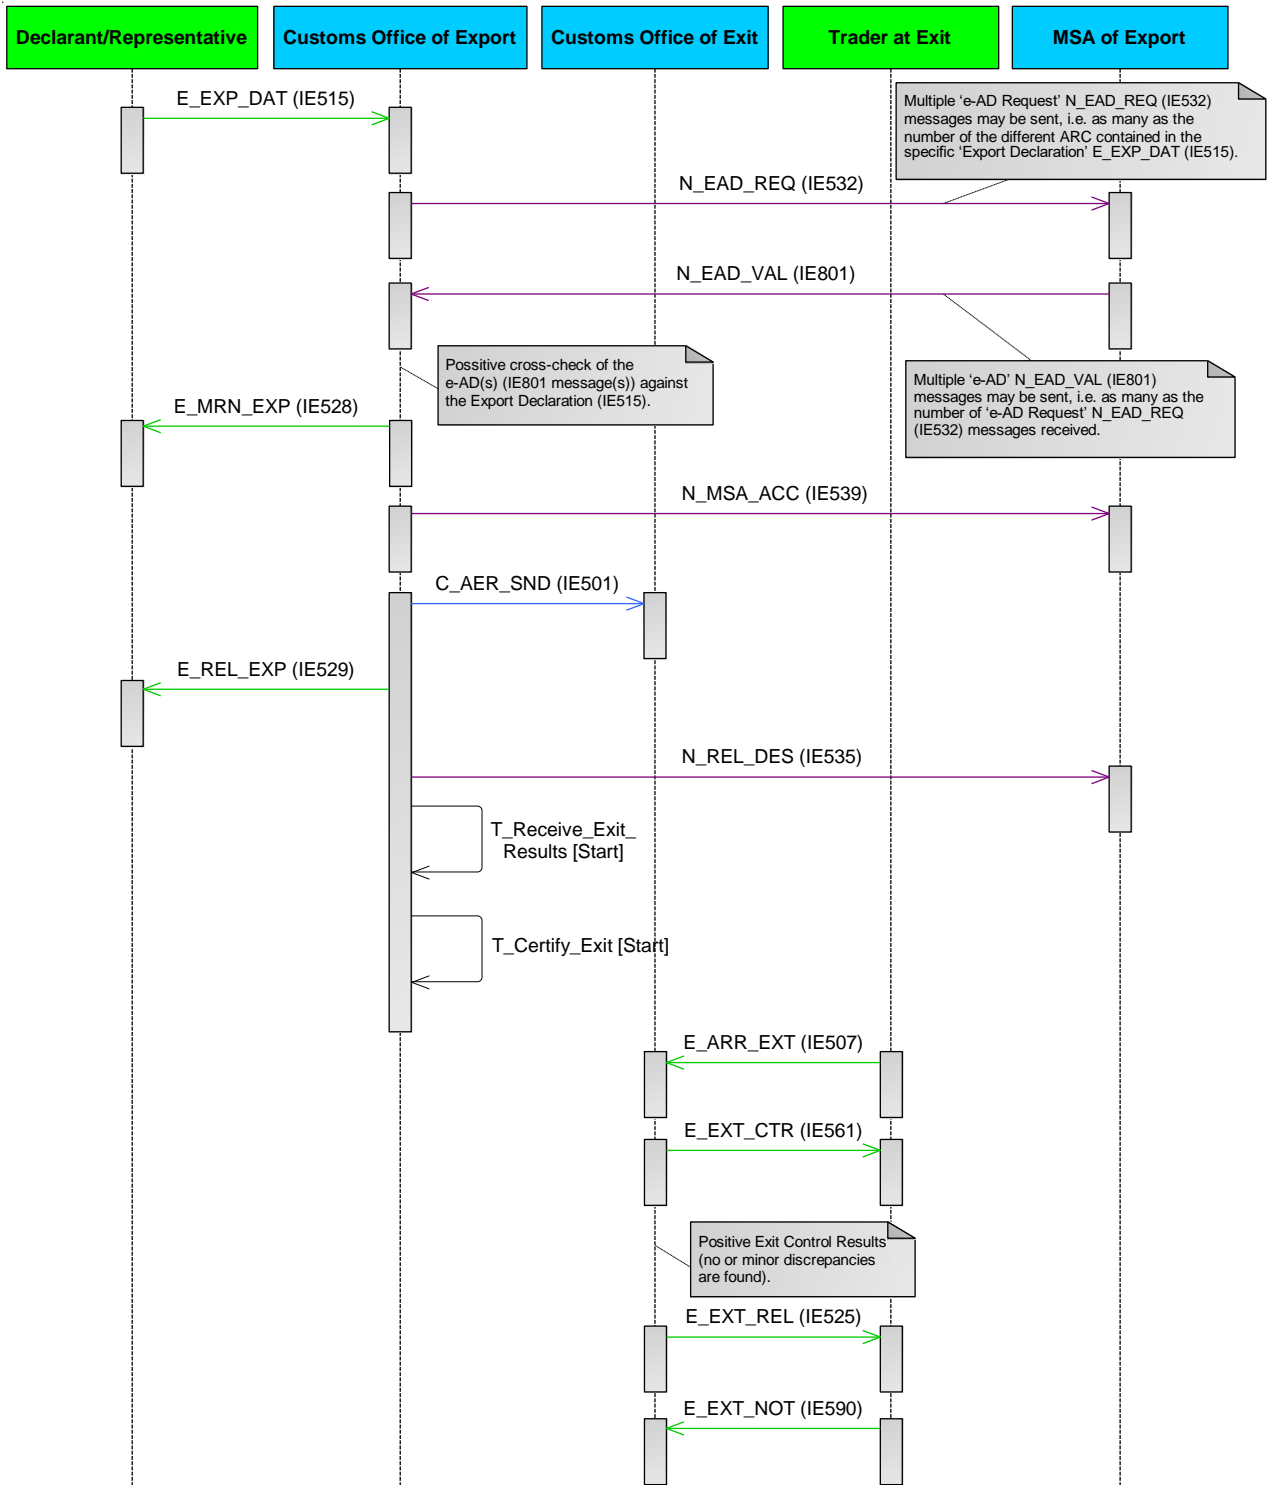 Declarant/Representative
Customs Office of Export
Customs Office of Exit
Trader at Exit
MSA of Export
E_EXP_DAT (IE515)
Multiple ‘e-AD Request’ N_EAD_REQ (IE532)
messages may be sent, i.e. as many as the
number of the different ARC contained in the
specific ‘Export Declaration’ E_EXP_DAT (IE515).
N_EAD_REQ (IE532)
N_EAD_VAL (IE801)
Possitive cross-check of the
e-AD(s) (IE801 message(s)) against
the Export Declaration (IE515).
Multiple ‘e-AD’ N_EAD_VAL (IE801)
messages may be sent, i.e. as many as the
number of ‘e-AD Request’ N_EAD_REQ
(IE532) messages received.
E_MRN_EXP (IE528)
N_MSA_ACC (IE539)
C_AER_SND (IE501)
E_REL_EXP (IE529)
N_REL_DES (IE535)
T_Receive_Exit_
Results [Start]
T_Certify_Exit [Start]
E_ARR_EXT (IE507)
E_EXT_CTR (IE561)
Positive Exit Control Results
(no or minor discrepancies
are found).
E_EXT_REL (IE525)
E_EXT_NOT (IE590)